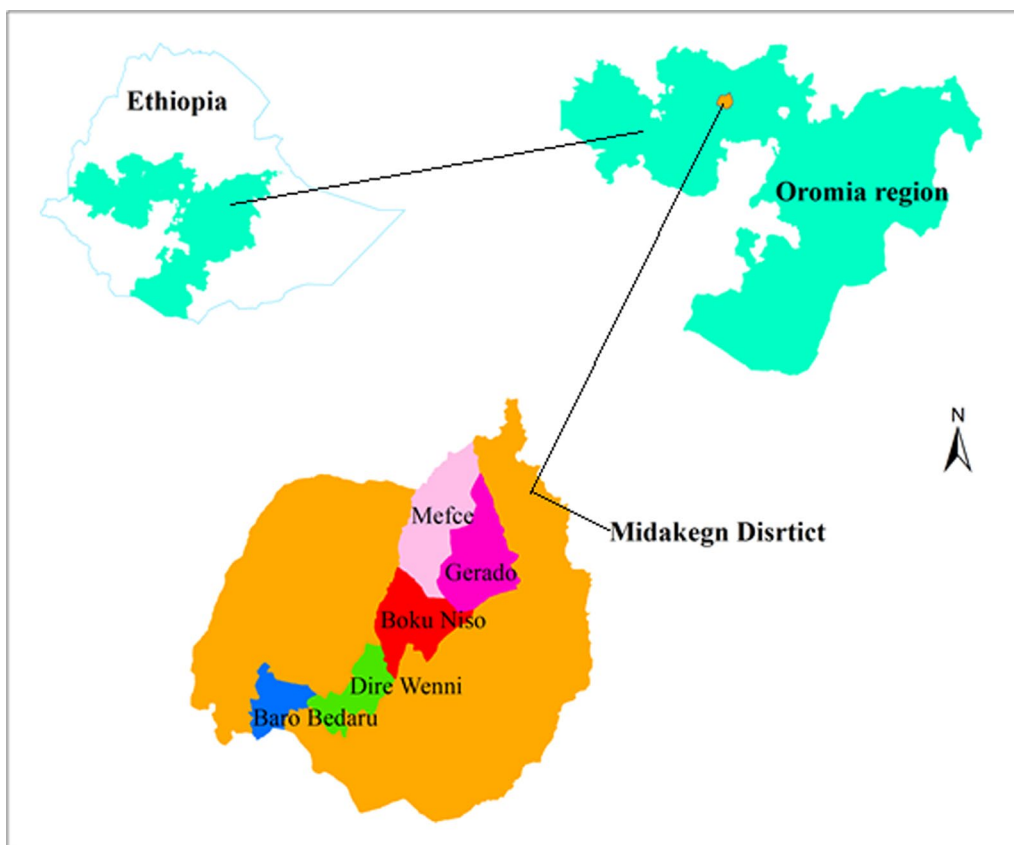 Ethiopia
Oromia region
N
Midakegn Disrtict
Mefce
Gerado
Boku Niso
Dire Wenni
Baro Bedaru